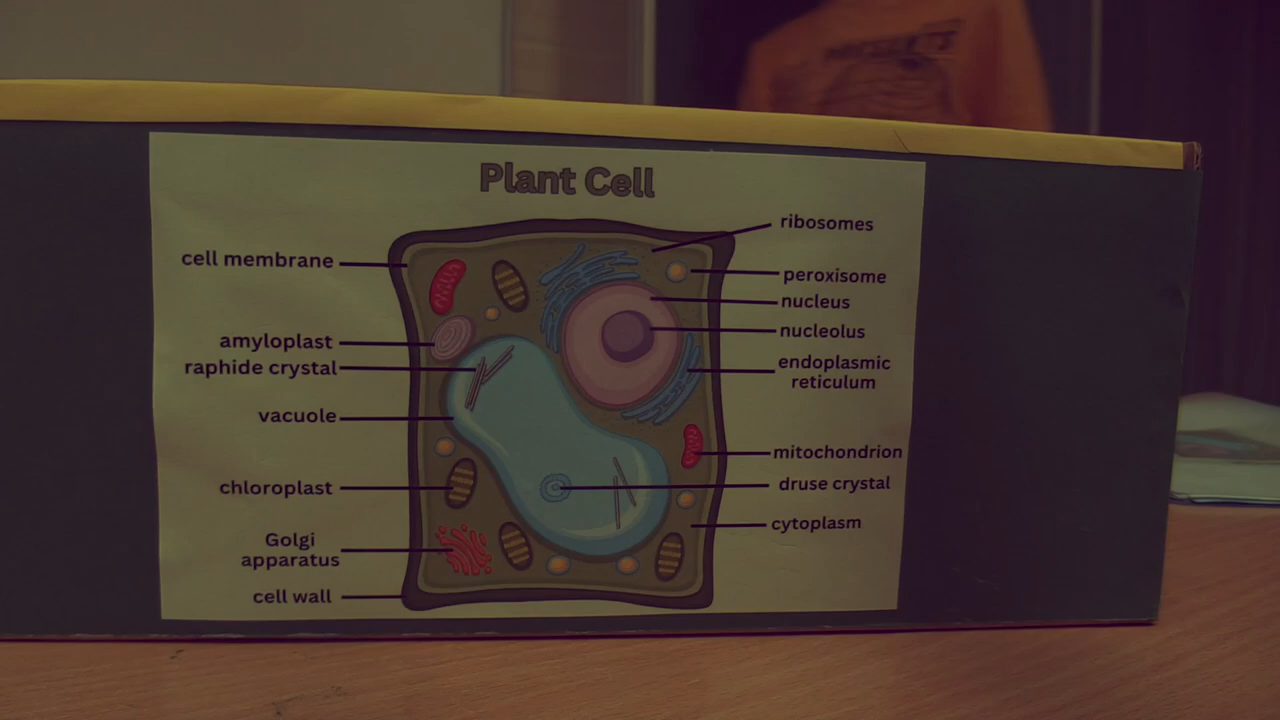 Plant Cell
cell membrane
amyloplast
raphide crystal
vacuole
chloroplast
Golgi
apparatus
cell wall
ribosomes
peroxisome
nucleus
nucleolus
endoplasmic
reticulum
mitochondrion
druse crystal
cytoplasm